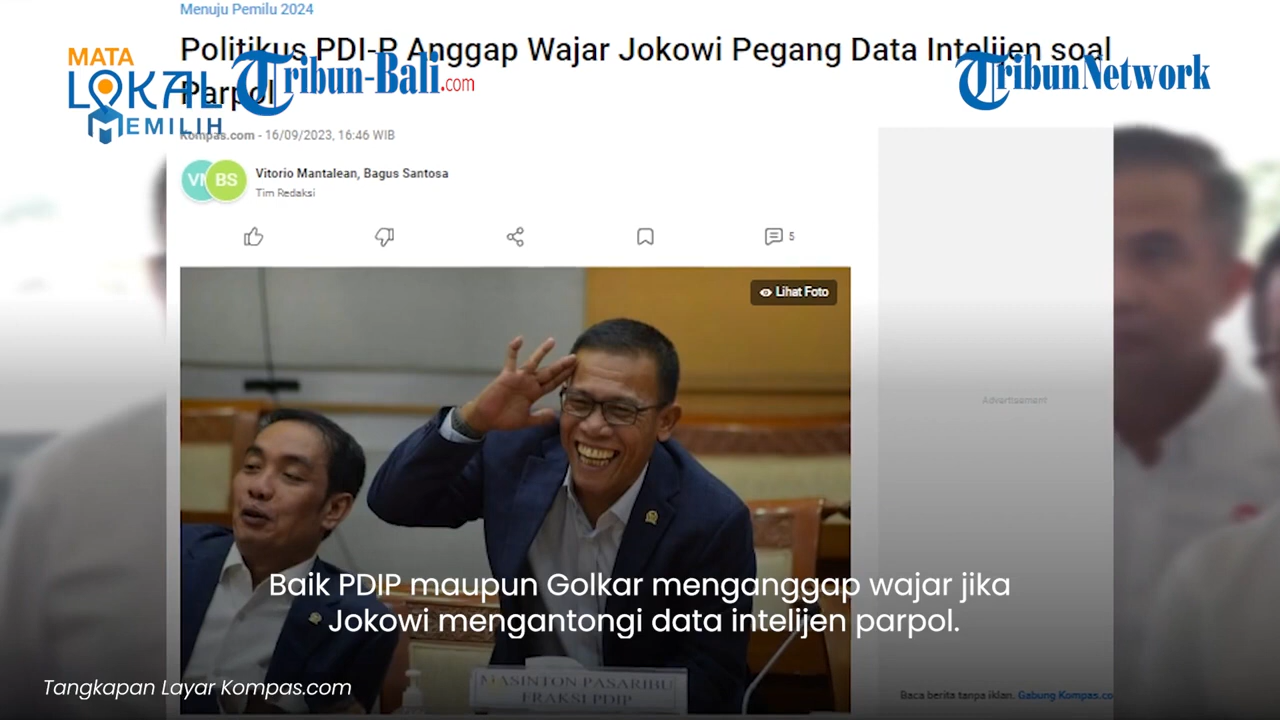 Menuju Pemilu 2024
Politikus PDI-P Anggap Wajar Jokowi Pegang Data Intelijen soal
Parpol
MATA
LOKAL
MEMILIH
Tribun-Bali.com
TribunNetwork
Kompas.com - 16/09/2023, 16:46 WIB
VM BS
Vitorio Mantalean, Bagus Santosa
Tim Redaksi
5
Lihat Foto
Advertisement
Baik PDIP maupun Golkar menganggap wajar jika
Jokowi mengantongi data intelijen parpol.
MASINTON PASARIBU
FRAKSI PDIP
Tangkapan Layar Kompas.com
Baca berita tanpa iklan. Gabung Kompas.co